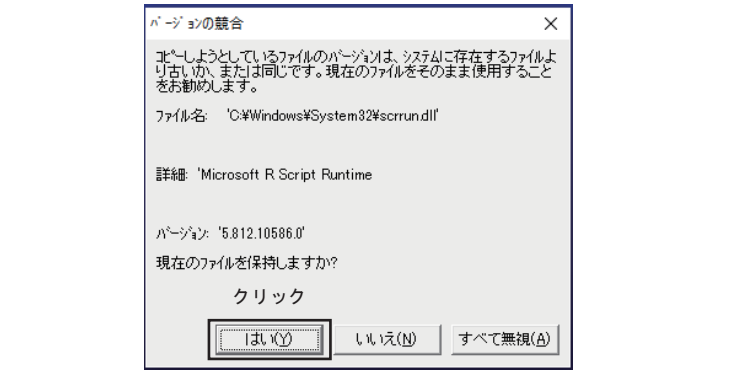 バージョンの競合
コピーしようとしているファイルのバージョンは、システムに存在するファイルよ
り古いか、または同じです。現在のファイルをそのまま使用すること
をお勧めします。
ファイル名: 'C:¥Windows¥System32¥scrrun.dll'
詳細: 'Microsoft R Script Runtime
バージョン: '5.812.10586.0'
現在のファイルを保持しますか?
クリック
はい(Y) いいえ(N) すべて無視(A)